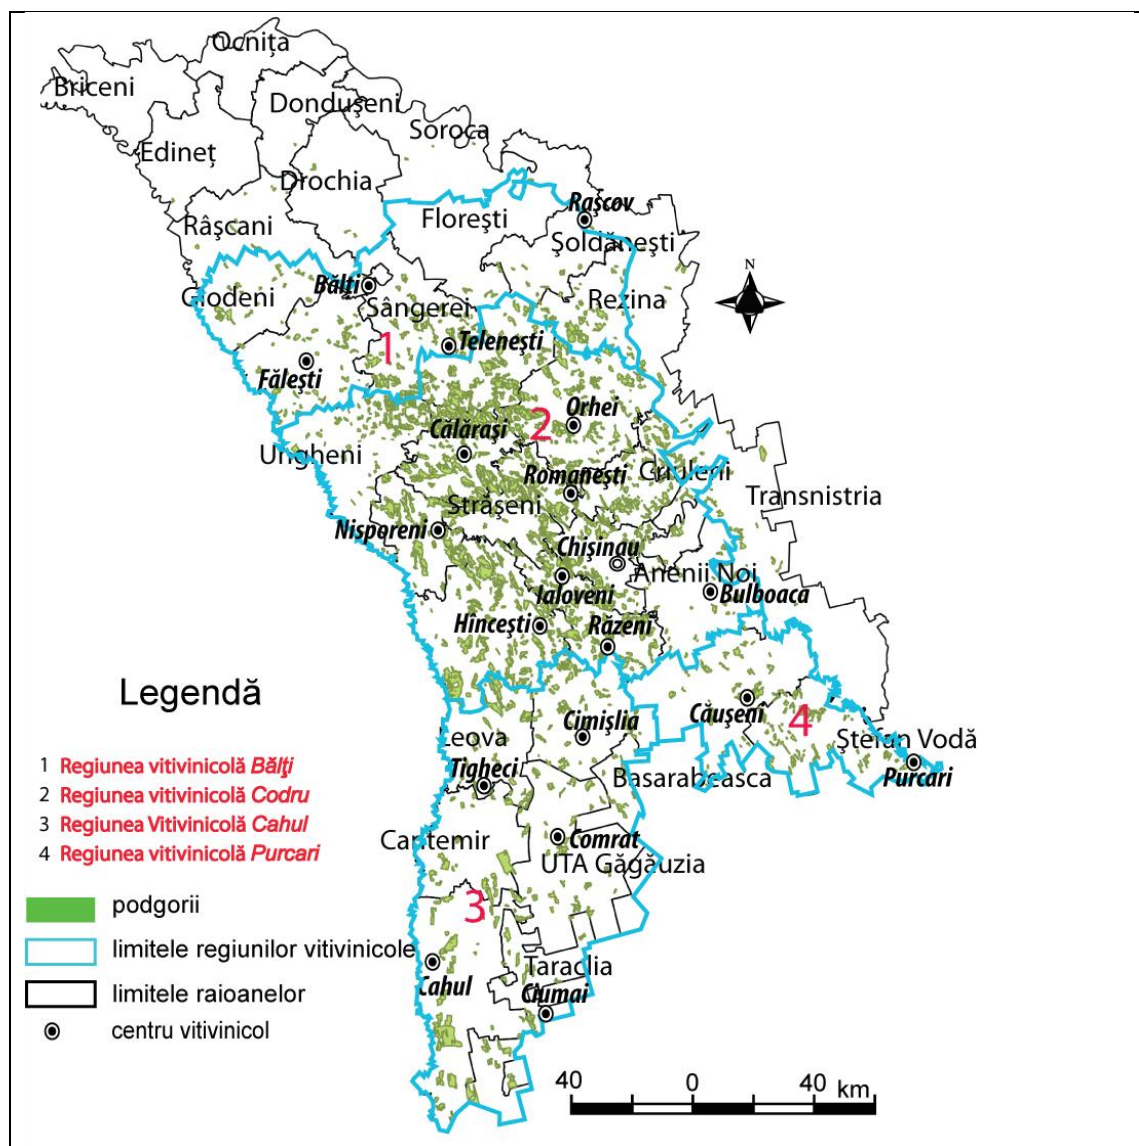 Ocnița
Briceni
Dondușeni
Soroca
Edineț
Drochia
Rașcov
Florești
Râșcani
Șoldănești
N
Bălți
Glodeni
Rezina
Sângerei
1
Telenești
Fălești
2
Orhei
Călărași
Ungheni
Criuleni
Romanești
Strășeni
Transnistria
Nisporeni
Chișinau
Anenii Noi
Ialoveni
Bulboaca
Hîncești
Răzeni
Legendă
Cimișlia
Căușeni
4
Leova
Ștefan Vodă
1 Regiunea vitivinicolă Bălți
Tigheci
Basarabeasca
Purcari
2 Regiunea vitivinicolă Codru
3 Regiunea Vitivinicolă Cahul
Cantemir
Comrat
4 Regiunea vitivinicolă Purcari
UTA Găgăuzia
podgorii
3
limitele regiunilor vitivinicole
Taraclia
Cahul
Ciumai
limitele raioanelor
centru vitivinicol
40 0 40 km